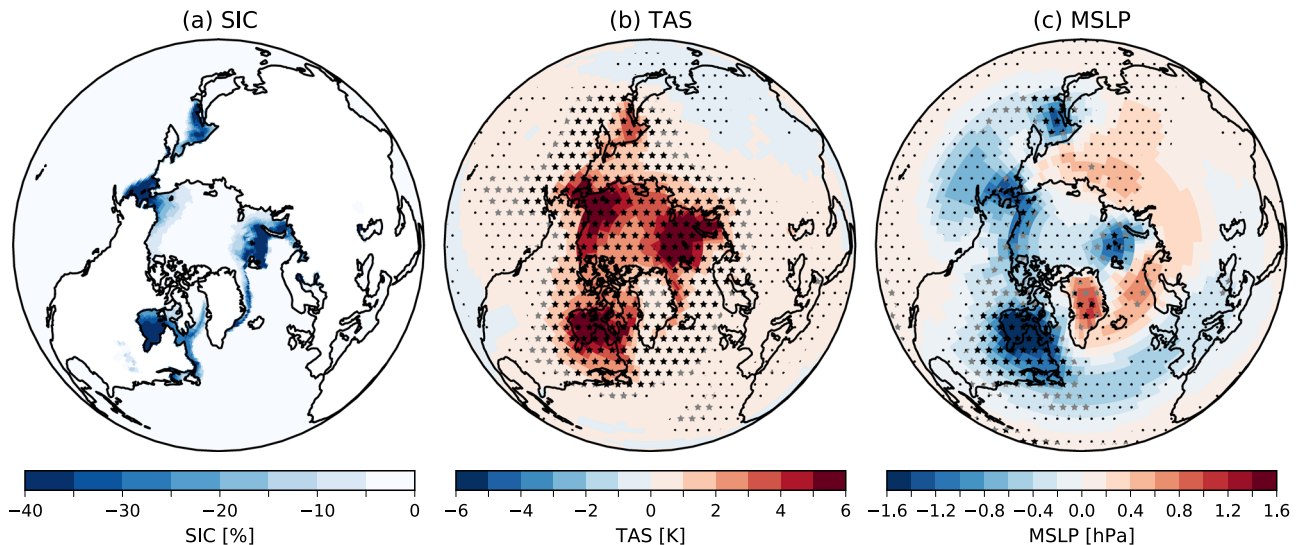 (a) SIC
(b) TAS
(c) MSLP
−40 −30 −20 −10 0
SIC [%]
−6 −4 −2 0 2 4 6
TAS [K]
−1.6 −1.2 −0.8 −0.4 0.0 0.4 0.8 1.2 1.6
MSLP [hPa]